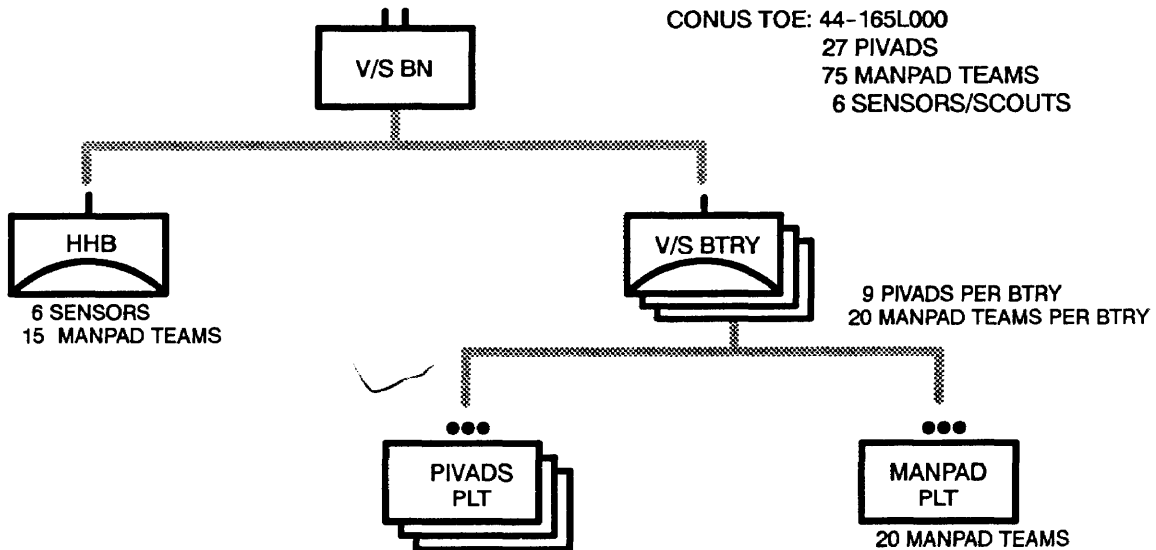 CONUS TOE: 44-165L000
27 PIVADS
75 MANPAD TEAMS
6 SENSORS/SCOUTS
V/S BN
HHB
6 SENSORS
15 MANPAD TEAMS
V/S BTRY
9 PIVADS PER BTRY
20 MANPAD TEAMS PER BTRY
PIVADS
PLT
MANPAD
PLT
20 MANPAD TEAMS